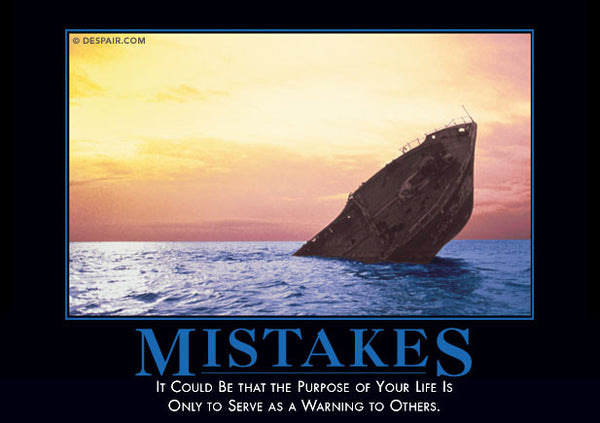 © DESPAIR.COM
MISTAKES
IT COULD BE THAT THE PURPOSE OF YOUR LIFE IS
ONLY TO SERVE AS A WARNING TO OTHERS.